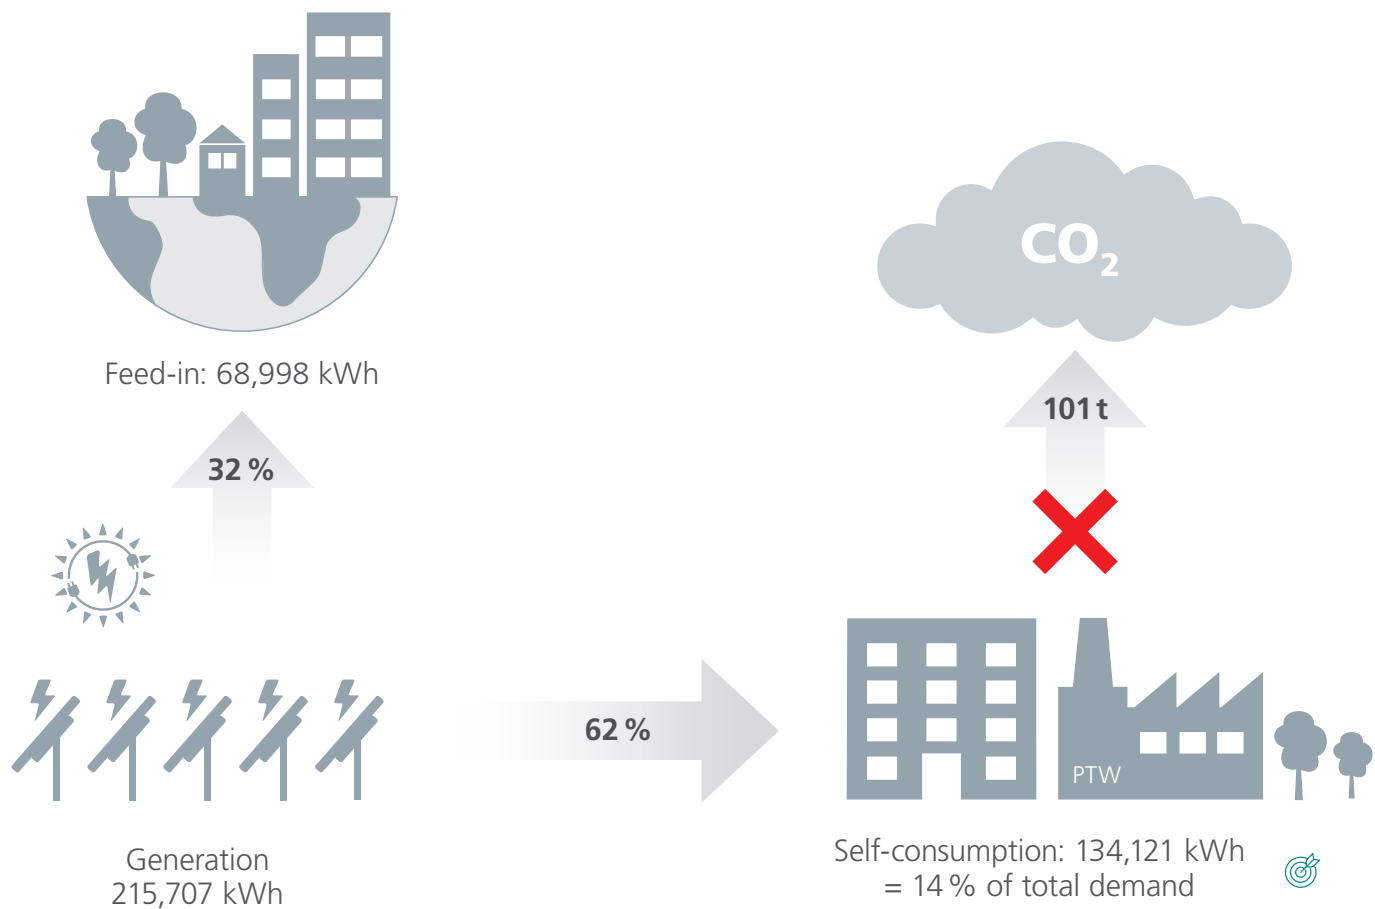 CO₂
Feed-in: 68,998 kWh
101 t
32 %
62 %
PTW
Self-consumption: 134,121 kWh
= 14 % of total demand
Generation
215,707 kWh